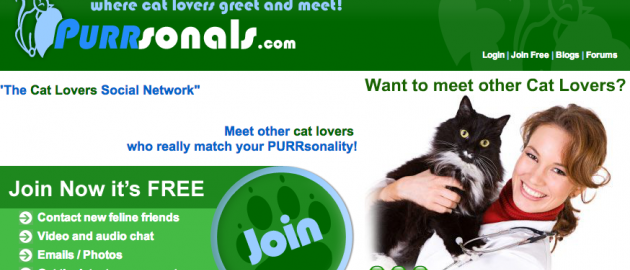 where cat lovers greet and meet!
PURRsonals.com
Login | Join Free | Blogs | Forums
"The Cat Lovers Social Network"
Want to meet other Cat Lovers?
Meet other cat lovers
who really match your PURRsonality!
Join Now it's FREE
Contact new feline friends
Video and audio chat
Emails / Photos
Join